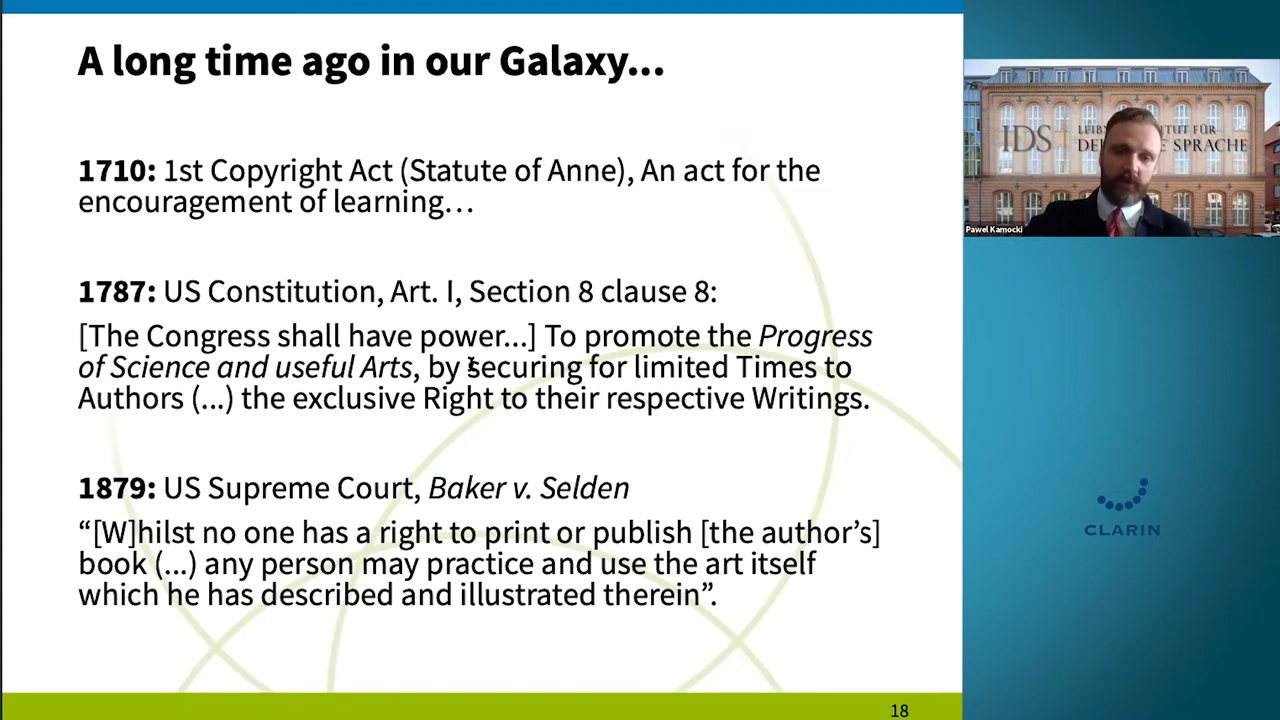 A long time ago in our Galaxy...
1710: 1st Copyright Act (Statute of Anne), An act for the
encouragement of learning…
1787: US Constitution, Art. I, Section 8 clause 8:
[The Congress shall have power...] To promote the Progress
of Science and useful Arts, by securing for limited Times to
Authors (...) the exclusive Right to their respective Writings.
1879: US Supreme Court, Baker v. Selden
“[W]hilst no one has a right to print or publish [the author’s]
book (...) any person may practice and use the art itself
which he has described and illustrated therein”.
18
IDS
SPRACHE
Pawel Kamocki
CLARIN